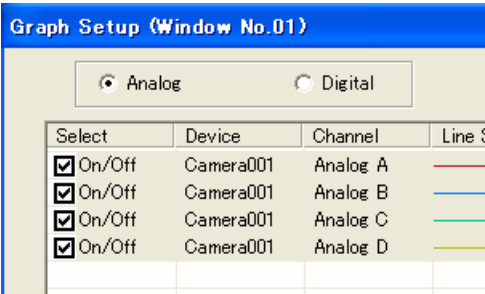 Graph Setup (Window No.01)
Analog Digital
Select Device Channel Line
On/Off Camera001 Analog A
On/Off Camera001 Analog B
On/Off Camera001 Analog C
On/Off Camera001 Analog D